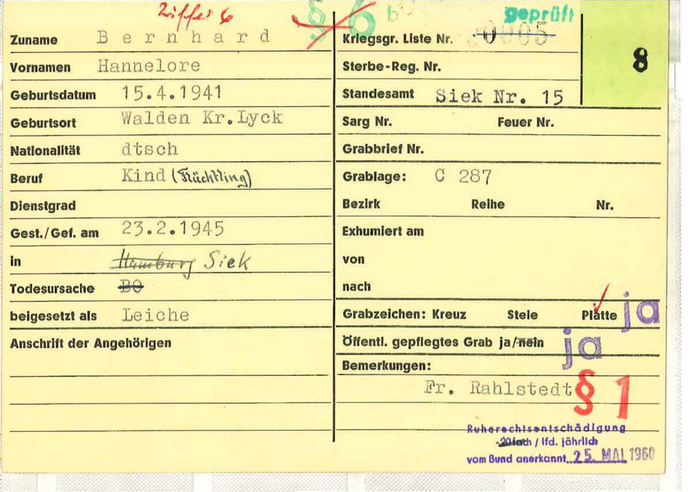 Ziffer 6
§ 6 b
geprüft
Zuname Bernhard
Vornamen Hannelore
Geburtsdatum 15.4.1941
Geburtsort Walden Kr.Lyck
Nationalität dtsch
Beruf Kind (Flüchtling)
Dienstgrad
Gest./Gef. am 23.2.1945
in Hamburg Siek
Todesursache BO
beigesetzt als Leiche
Anschrift der Angehörigen
Kriegsgr. Liste Nr. 0005
8
Sterbe-Reg. Nr.
Standesamt Siek Nr. 15
Sarg Nr. Feuer Nr.
Grabbrief Nr.
Grablage: C 287
Bezirk Reihe Nr.
Exhumiert am
von
nach
Grabzeichen: Kreuz Stele Platte ja
Öffentl. gepflegtes Grab ja/nein ja
Bemerkungen:
Fr. Rahlstedt § 1
Ruherechtsentschädigung
-20fach / lfd. jährlich
vom Bund anerkannt 25. MAI 1960